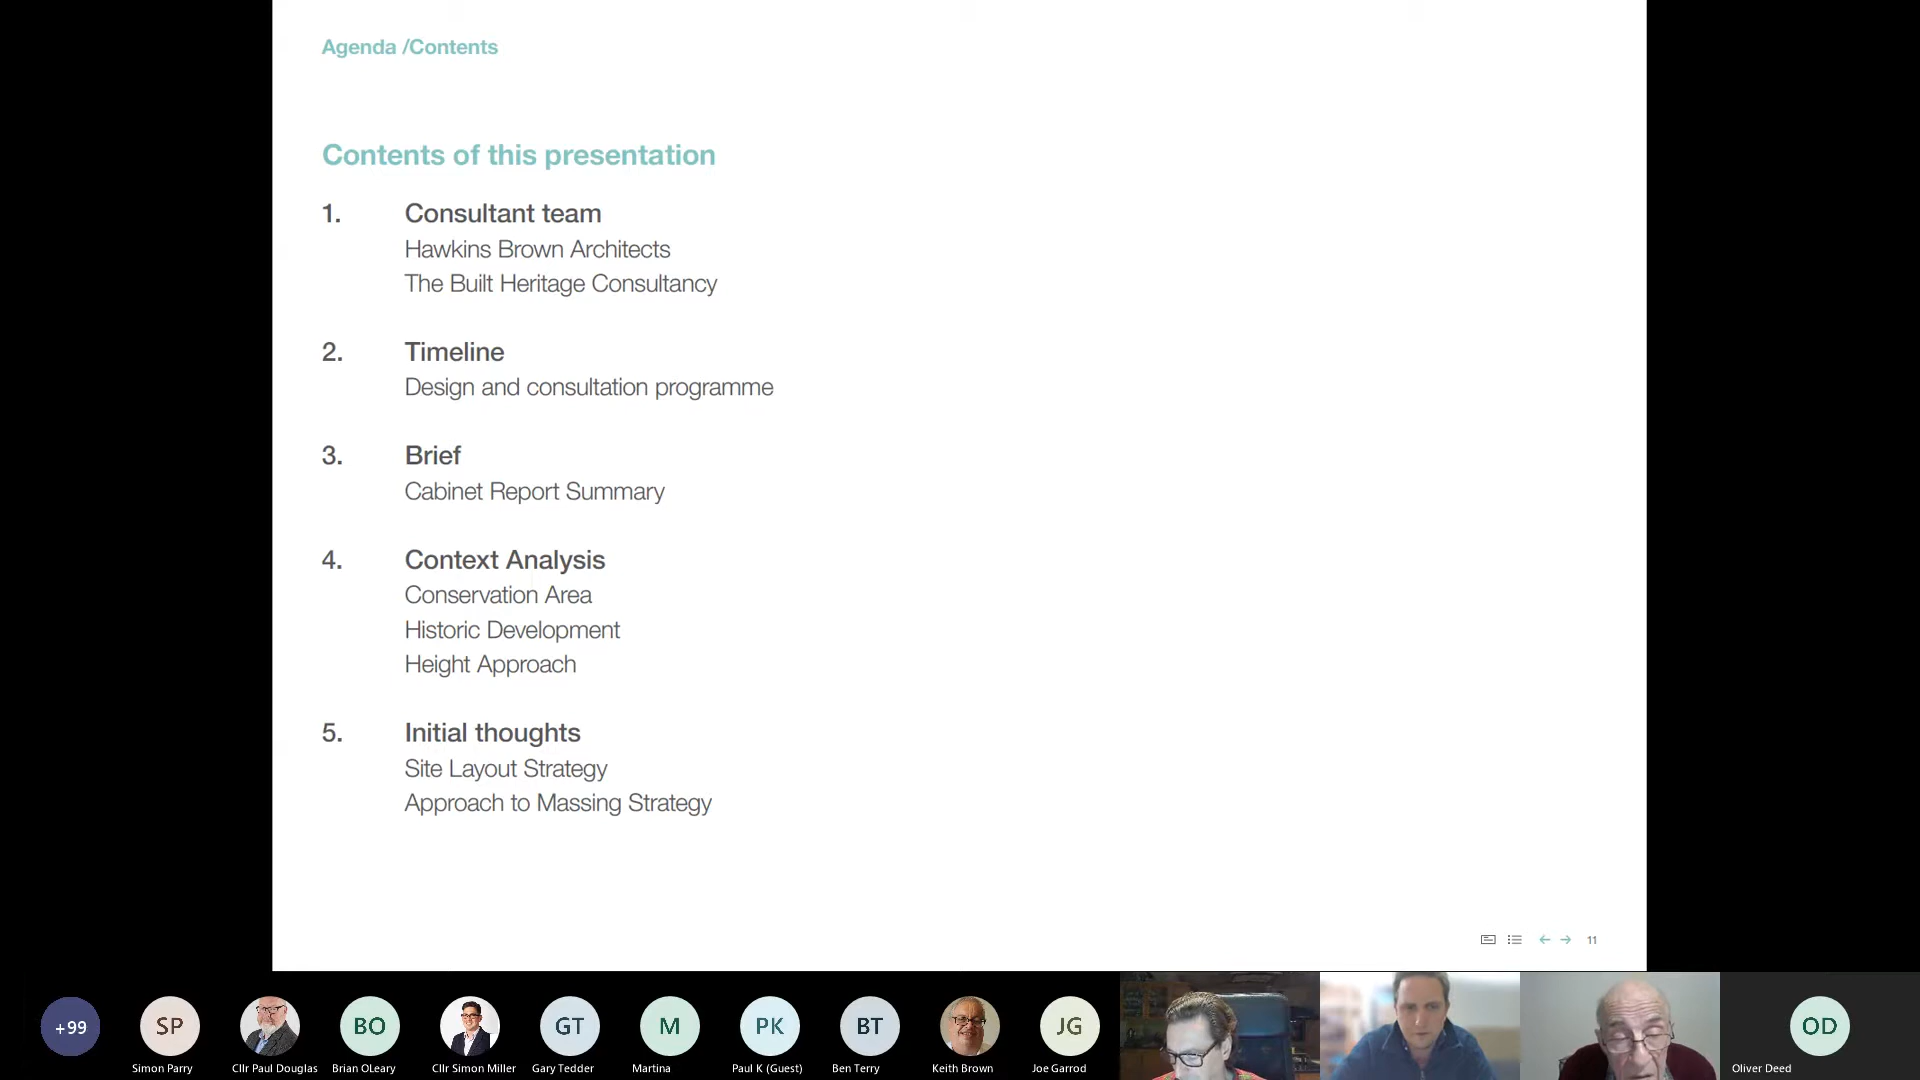 Agenda /Contents
Contents of this presentation
1. Consultant team
Hawkins Brown Architects
The Built Heritage Consultancy
2. Timeline
Design and consultation programme
3. Brief
Cabinet Report Summary
4. Context Analysis
Conservation Area
Historic Development
Height Approach
5. Initial thoughts
Site Layout Strategy
Approach to Massing Strategy
11
+99 SP BO GT M PK BT JG OD
Simon Parry Cllr Paul Douglas Brian OLeary Cllr Simon Miller Gary Tedder Martina Paul K (Guest) Ben Terry Keith Brown Joe Garrod Oliver Deed